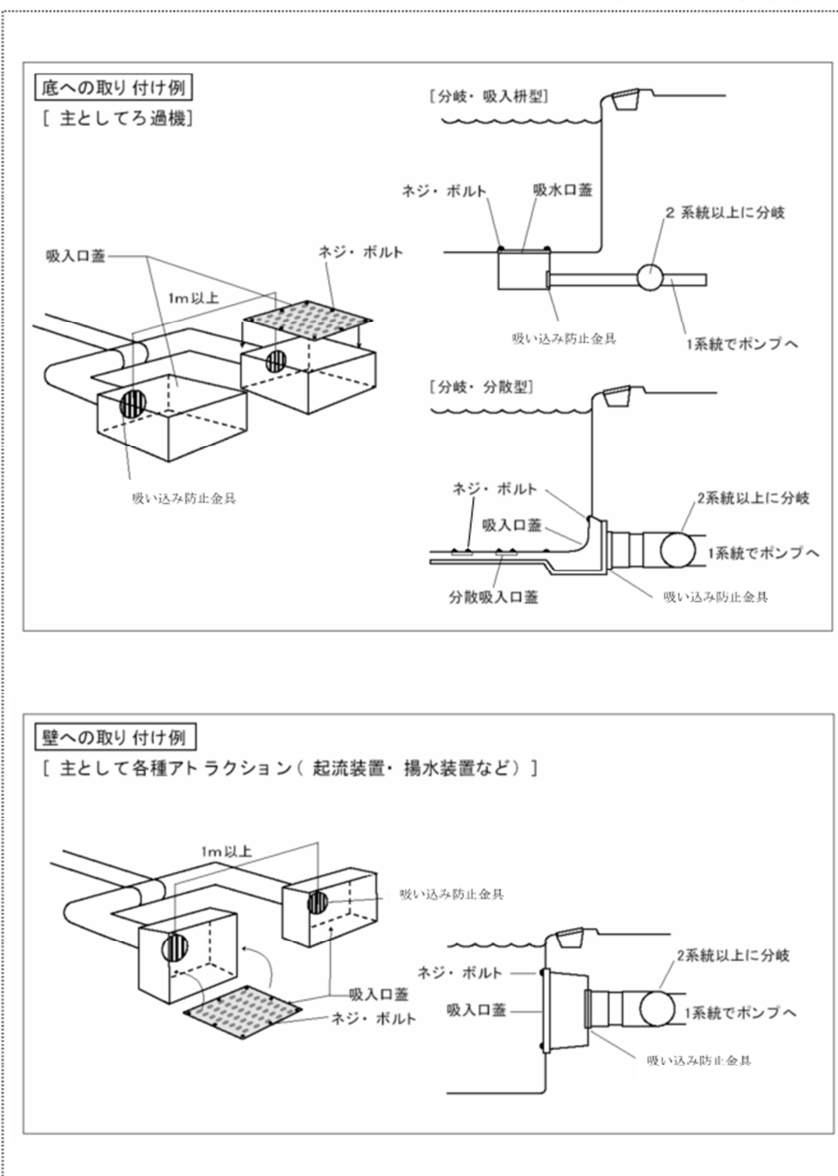 底への取り付け例
[ 主としてろ過機]
吸入口蓋
1m以上
ネジ・ボルト
吸い込み防止金具
[分岐・吸入枡型]
ネジ・ボルト
吸水口蓋
2 系統以上に分岐
吸い込み防止金具
1系統でポンプへ
[分岐・分散型]
ネジ・ボルト
吸入口蓋
2系統以上に分岐
1系統でポンプへ
分散吸入口蓋
吸い込み防止金具
壁への取り付け例
[ 主として各種アトラクション( 起流装置・揚水装置など) ]
1m以上
吸い込み防止金具
吸入口蓋
ネジ・ボルト
ネジ・ボルト
吸入口蓋
2系統以上に分岐
1系統でポンプへ
吸い込み防止金具